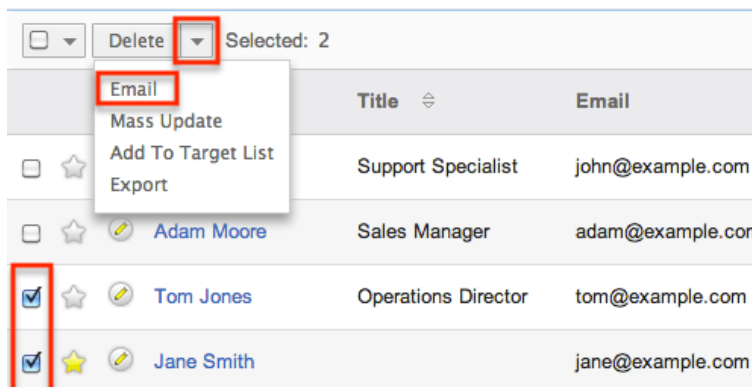 Delete Selected: 2
Email
Mass Update
Add To Target List
Export
Title Email
Support Specialist john@example.com
Adam Moore Sales Manager adam@example.cor
Tom Jones Operations Director tom@example.com
Jane Smith jane@example.com